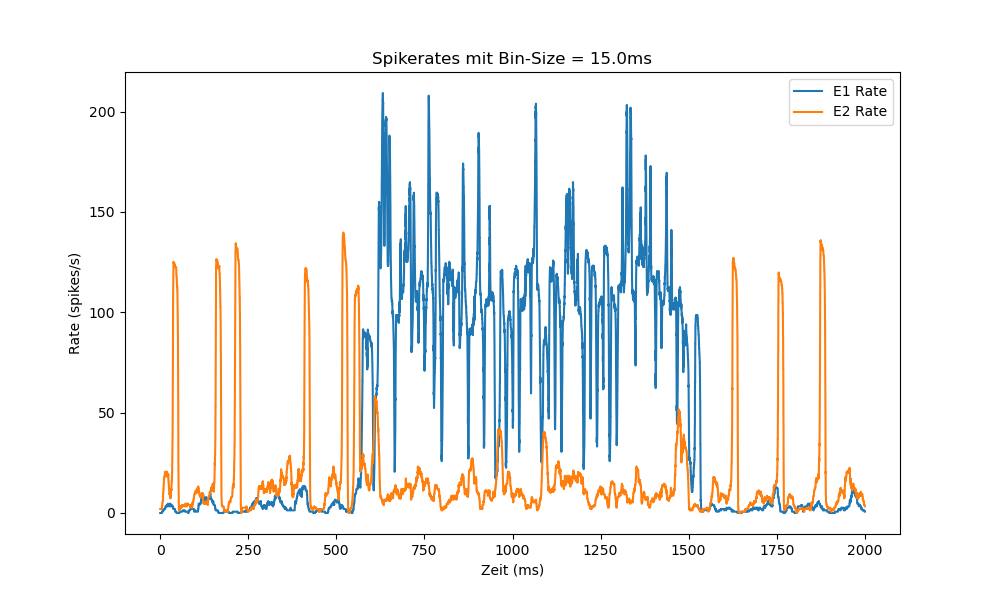 Spikerates mit Bin-Size = 15.0ms
E1 Rate
E2 Rate
Rate (spikes/s)
200
150
100
50
0
0 250 500 750 1000 1250 1500 1750 2000
Zeit (ms)